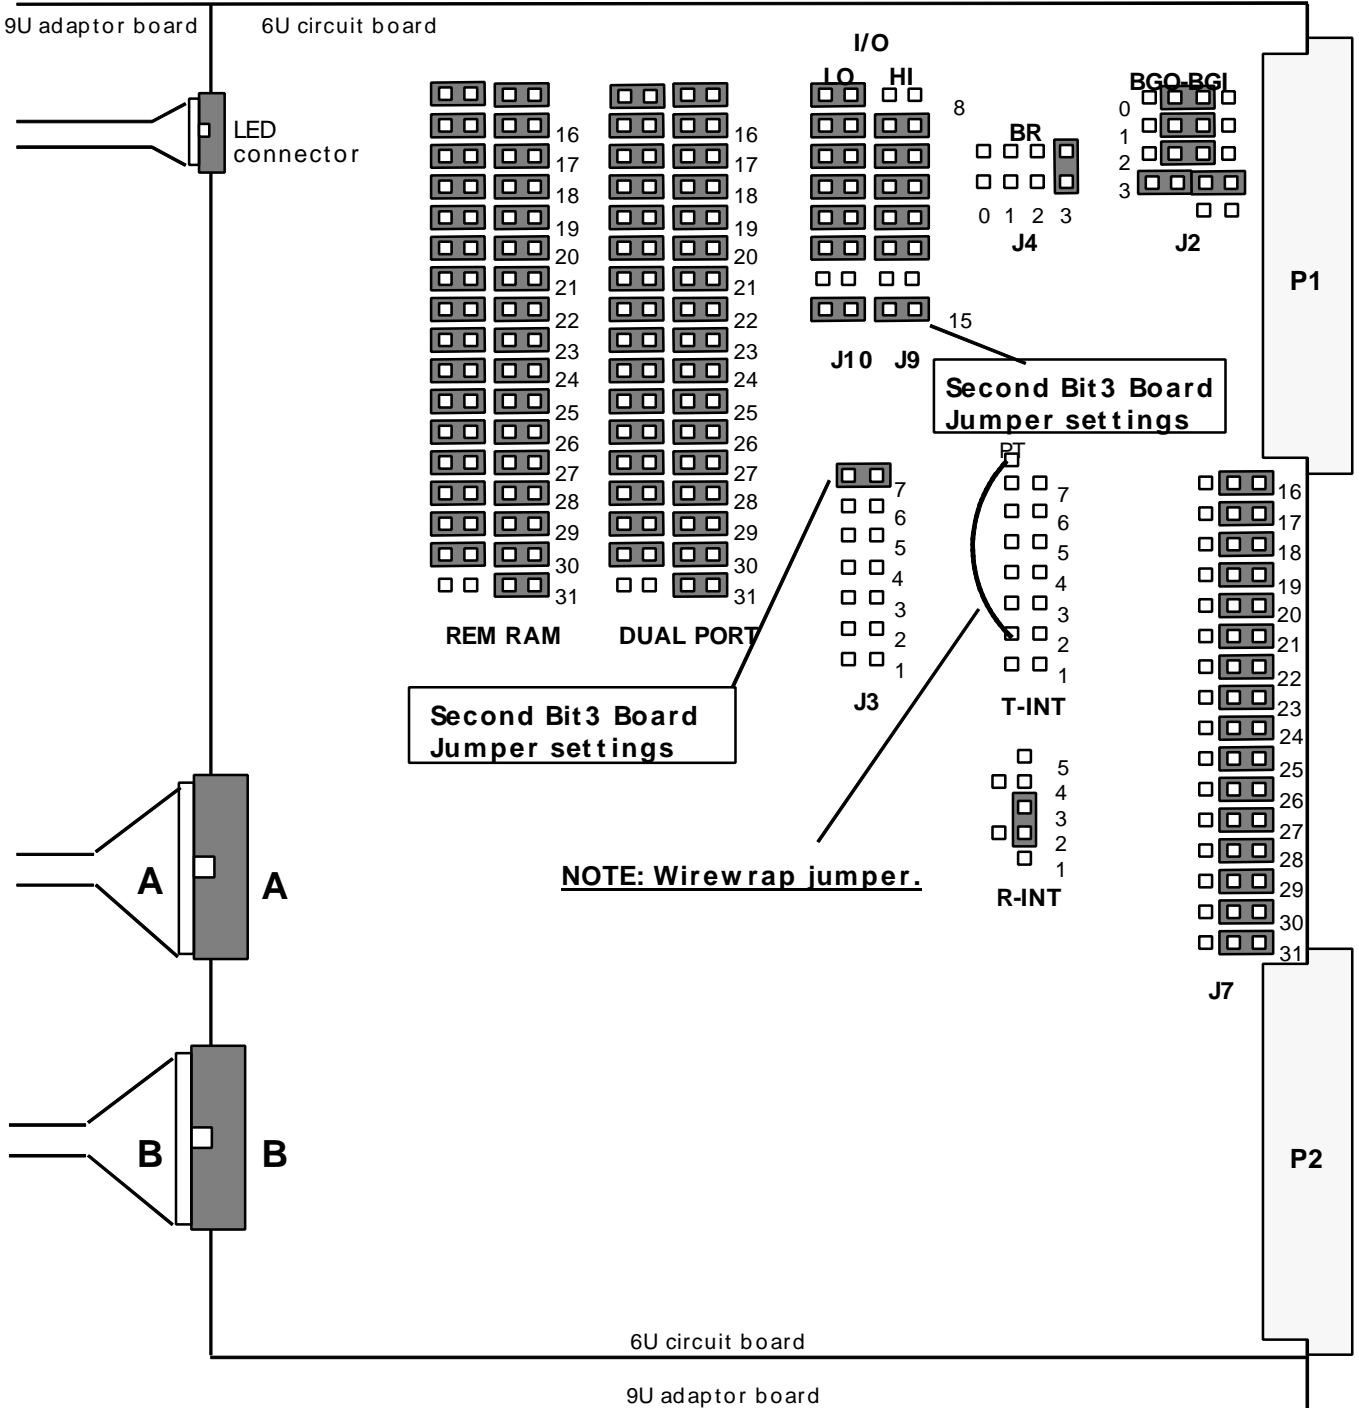 9U adaptor board
6U circuit board
LED
connector
I/O
LO HI
8
15
J10 J9
BR
0 1 2 3
J4
BGO-BGI
0
1
2
3
J2
P1
16
17
18
19
20
21
22
23
24
25
26
27
28
29
30
31
REM RAM
16
17
18
19
20
21
22
23
24
25
26
27
28
29
30
31
DUAL PORT
Second Bit3 Board
Jumper settings
Second Bit3 Board
Jumper settings
7
6
5
4
3
2
1
J3
PT
7
6
5
4
3
2
1
T-INT
5
4
3
2
1
R-INT
NOTE: Wirewrap jumper.
16
17
18
19
20
21
22
23
24
25
26
27
28
29
30
31
J7
A A
B B
P2
6U circuit board
9U adaptor board